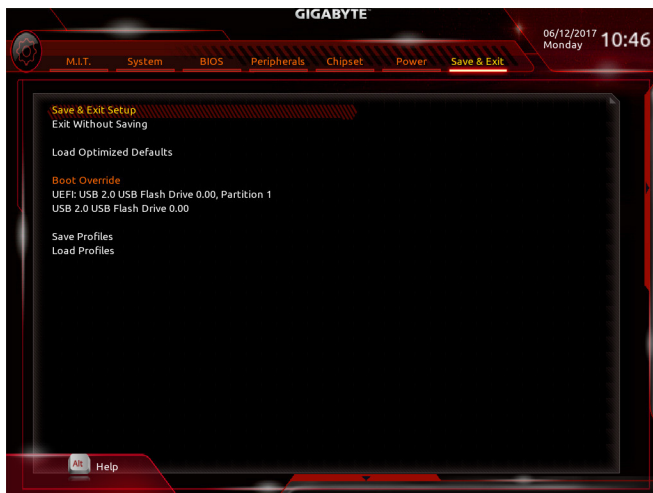 GIGABYTE™
06/12/2017 10:46
Monday
M.I.T. System BIOS Peripherals Chipset Power Save & Exit
Save & Exit Setup
Exit Without Saving
Load Optimized Defaults
Boot Override
UEFI: USB 2.0 USB Flash Drive 0.00, Partition 1
USB 2.0 USB Flash Drive 0.00
Save Profiles
Load Profiles
Alt Help